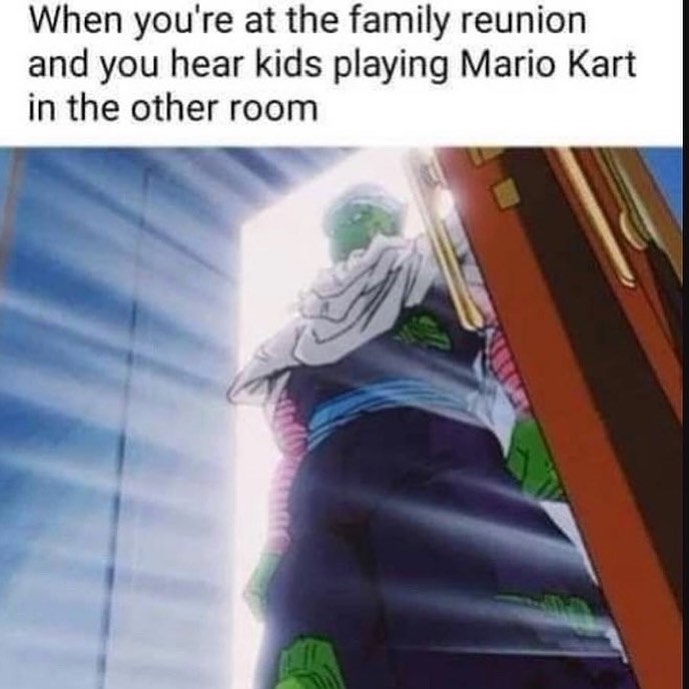 When you're at the family reunion
and you hear kids playing Mario Kart
in the other room